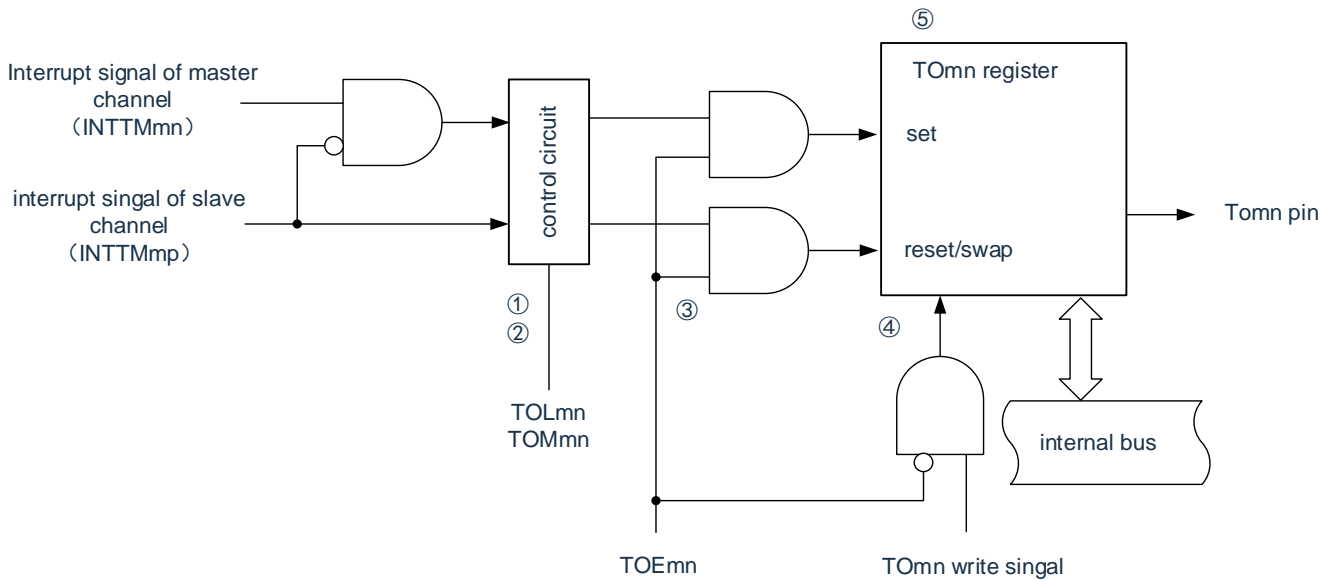 ⑤
Interrupt signal of master
channel
（INTTMmn）
TOmn register
set
control circuit
interrupt singal of slave
channel
（INTTMmp）
Tomn pin
reset/swap
①
②
③
④
TOLmn
TOMmn
internal bus
TOEmn
TOmn write singal